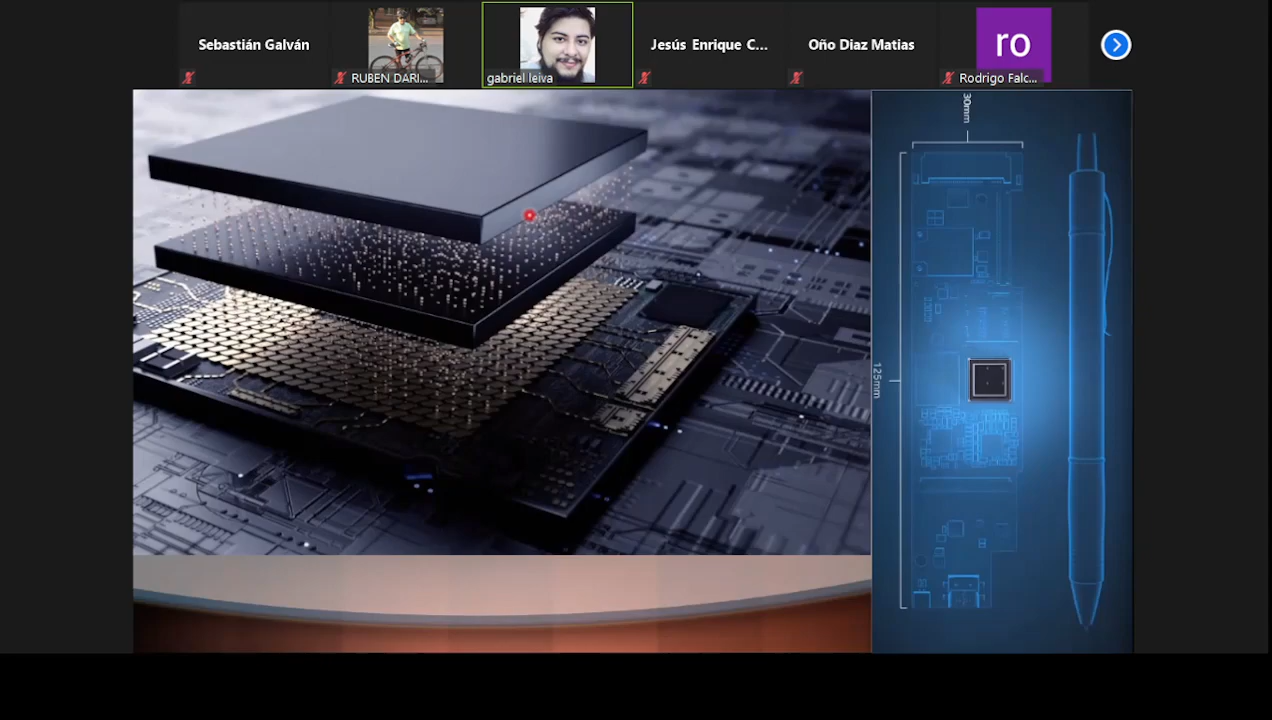 Sebastián Galván
RUBEN DARI...
gabriel leiva
Jesús Enrique C...
Oño Diaz Matias
ro
Rodrigo Falc...
30mm
125mm